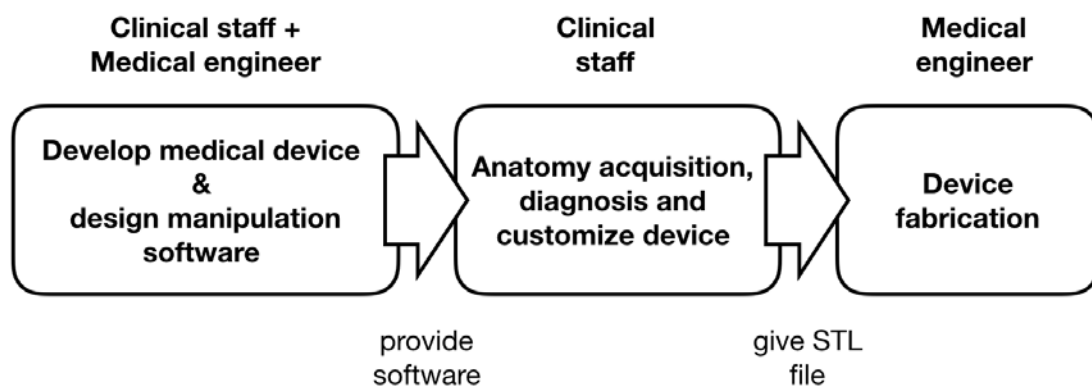 Clinical staff +
Medical engineer
Clinical
staff
Medical
engineer
Develop medical device
&
design manipulation
software
Anatomy acquisition,
diagnosis and
customize device
Device
fabrication
provide
software
give STL
file